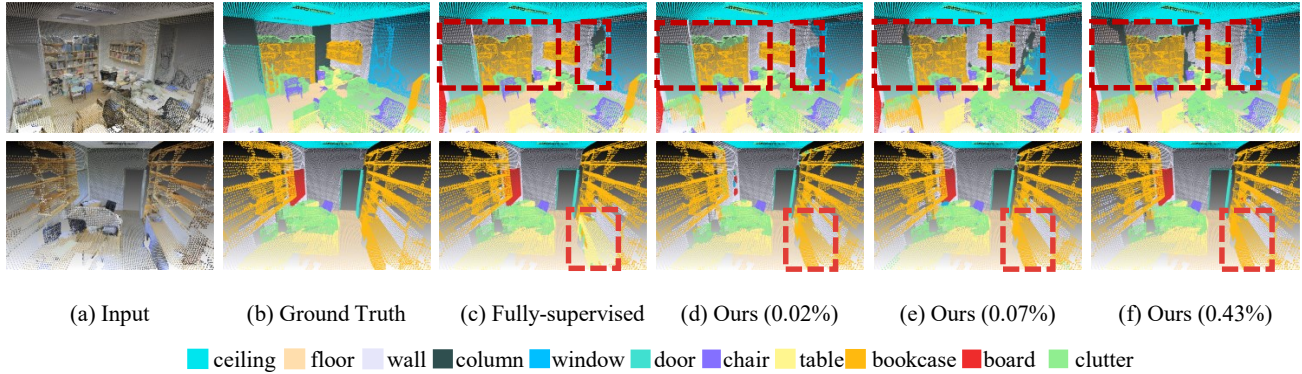 (a) Input (b) Ground Truth (c) Fully-supervised (d) Ours (0.02%) (e) Ours (0.07%) (f) Ours (0.43%)
ceiling floor wall column window door chair table bookcase board clutter